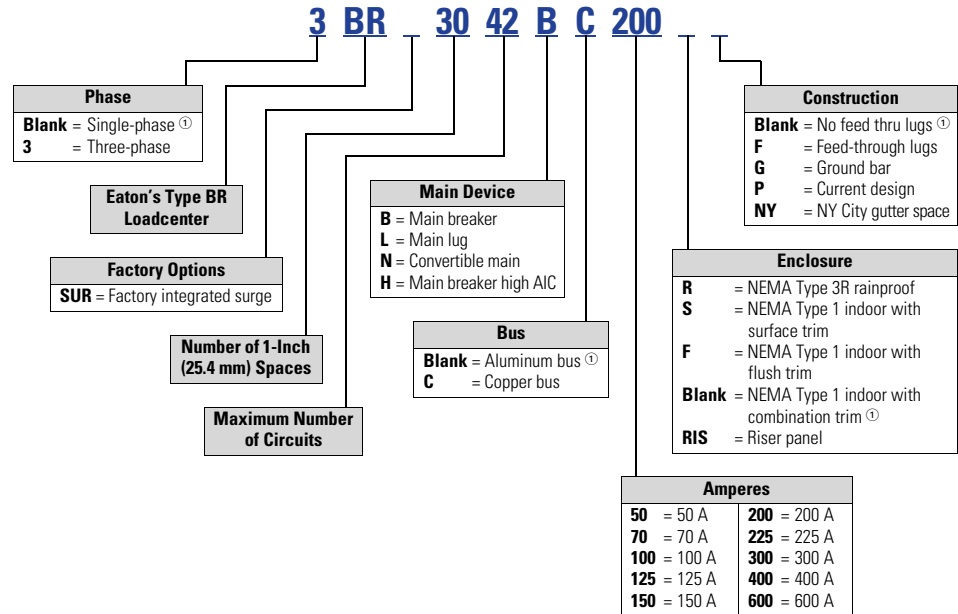 3 BR _ 30 42 B C 200 _ _
Phase
Blank = Single-phase ①
3 = Three-phase
Eaton's Type BR
Loadcenter
Factory Options
SUR = Factory integrated surge
Number of 1-Inch
(25.4 mm) Spaces
Maximum Number
of Circuits
Main Device
B = Main breaker
L = Main lug
N = Convertible main
H = Main breaker high AIC
Bus
Blank = Aluminum bus ①
C = Copper bus
Construction
Blank = No feed thru lugs ①
F = Feed-through lugs
G = Ground bar
P = Current design
NY = NY City gutter space
Enclosure
R = NEMA Type 3R rainproof
S = NEMA Type 1 indoor with
surface trim
F = NEMA Type 1 indoor with
flush trim
Blank = NEMA Type 1 indoor with
combination trim ①
RIS = Riser panel
Amperes
50 = 50 A 200 = 200 A
70 = 70 A 225 = 225 A
100 = 100 A 300 = 300 A
125 = 125 A 400 = 400 A
150 = 150 A 600 = 600 A